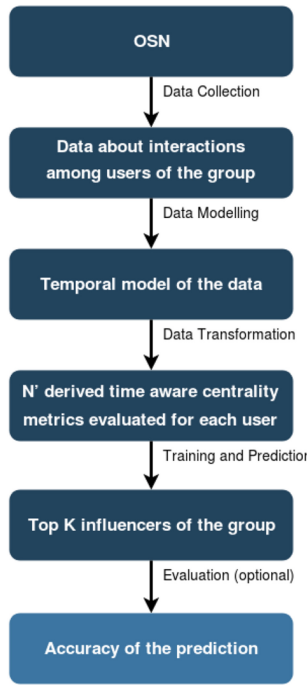 OSN
Data Collection
Data about interactions
among users of the group
Data Modelling
Temporal model of the data
Data Transformation
N' derived time aware centrality
metrics evaluated for each user
Training and Prediction
Top K influencers of the group
Evaluation (optional)
Accuracy of the prediction